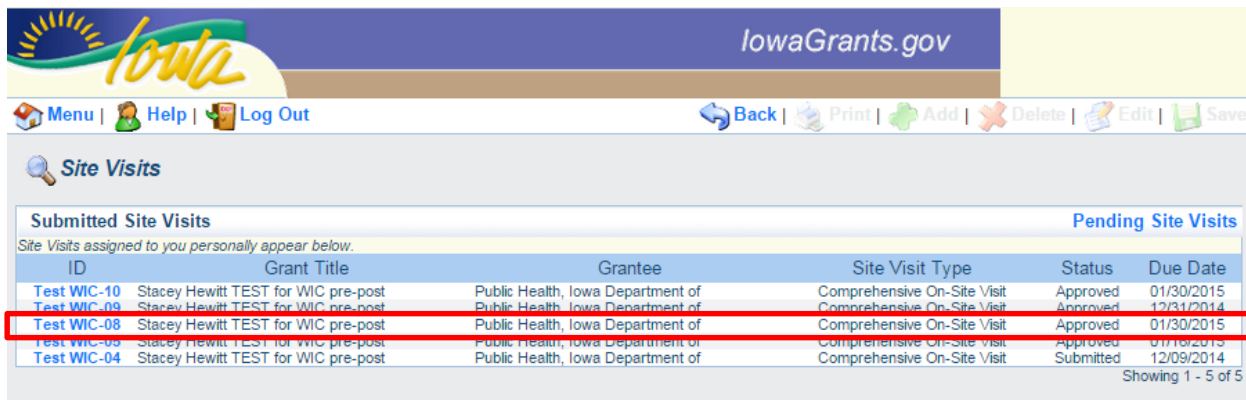 Iowa
IowaGrants.gov
Menu | Help | Log Out Back | Print | Add | Delete | Edit | Save
Site Visits
Submitted Site Visits Pending Site Visits
Site Visits assigned to you personally appear below.
ID Grant Title Grantee Site Visit Type Status Due Date
Test WIC-10 Stacey Hewitt TEST for WIC pre-post Public Health, Iowa Department of Comprehensive On-Site Visit Approved 01/30/2015
Test WIC-09 Stacey Hewitt TEST for WIC pre-post Public Health, Iowa Department of Comprehensive On-Site Visit Approved 12/31/2014
Test WIC-08 Stacey Hewitt TEST for WIC pre-post Public Health, Iowa Department of Comprehensive On-Site Visit Approved 01/30/2015
Test WIC-05 Stacey Hewitt TEST for WIC pre-post Public Health, Iowa Department of Comprehensive On-Site Visit Approved 01/16/2015
Test WIC-04 Stacey Hewitt TEST for WIC pre-post Public Health, Iowa Department of Comprehensive On-Site Visit Submitted 12/09/2014
Showing 1 - 5 of 5